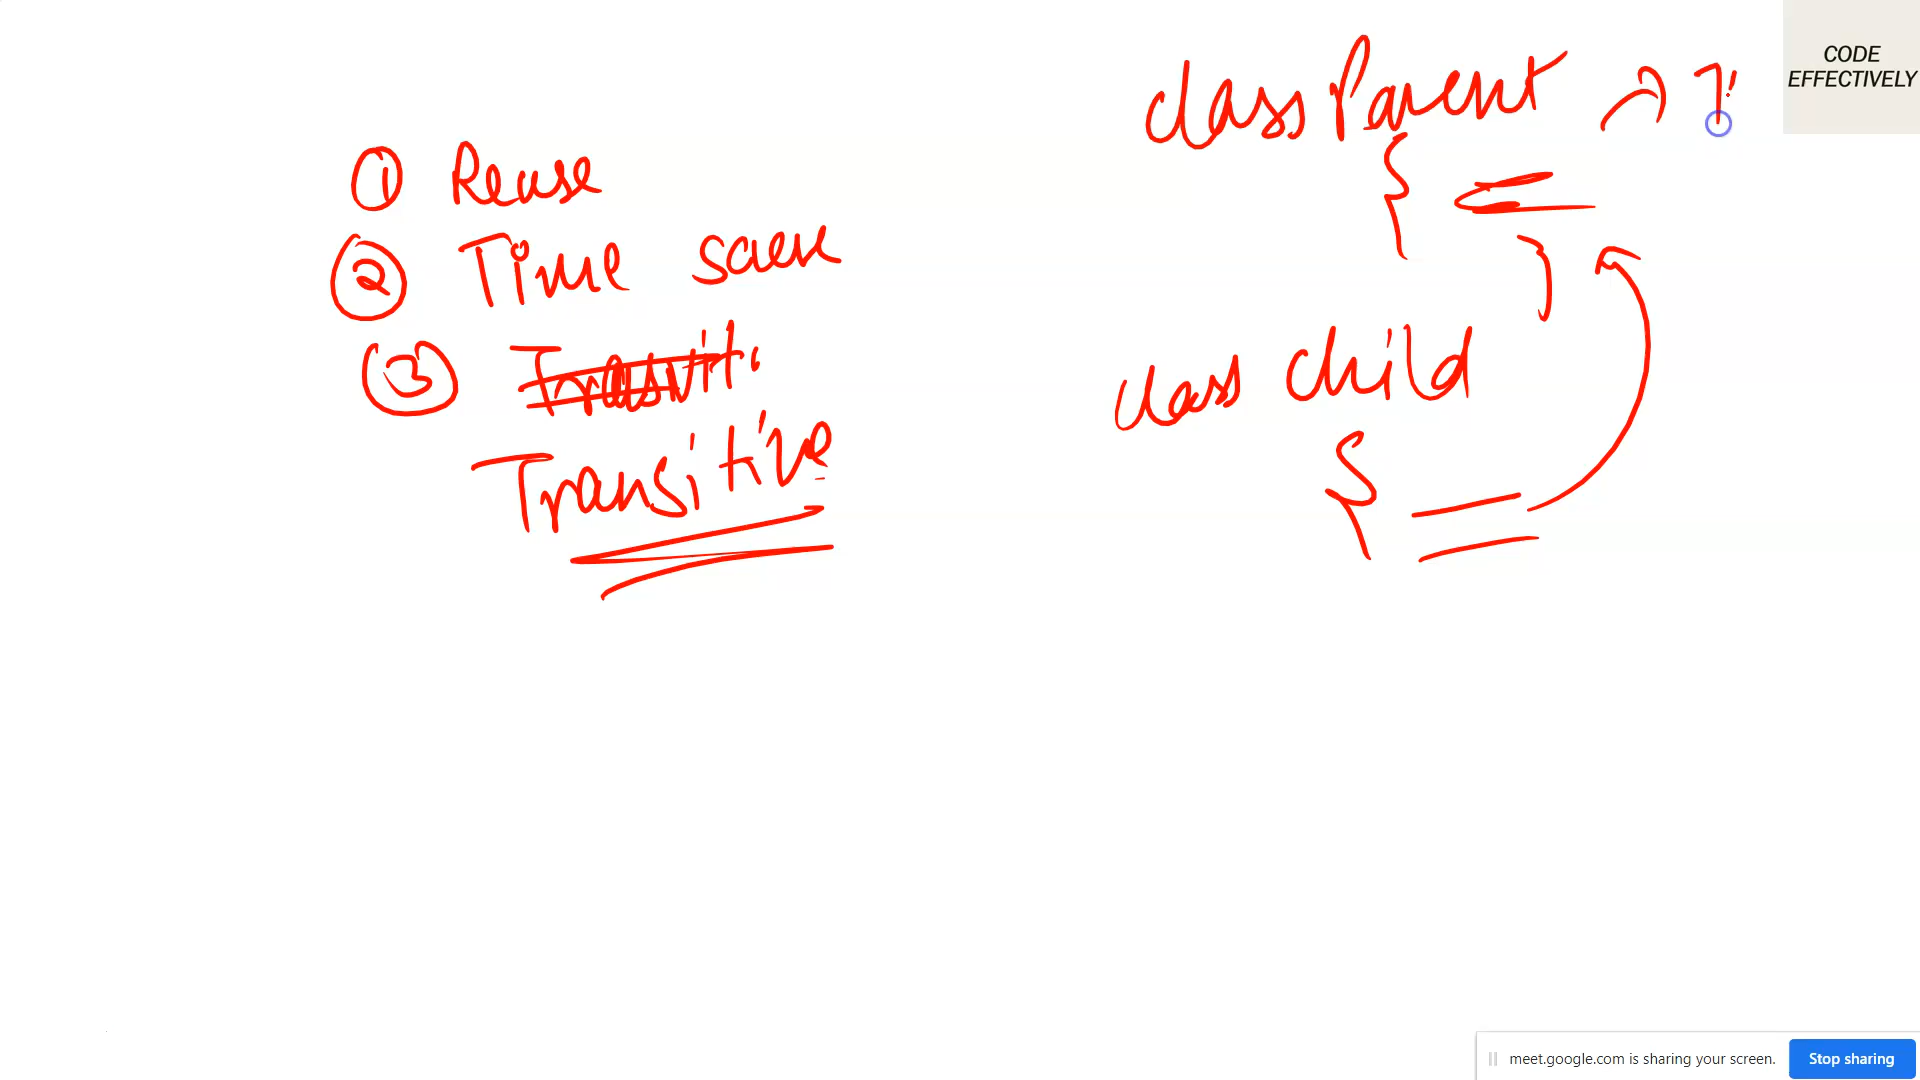 ① Reuse
② Time save
③ Trasviti
Transitive
class Parent
{
}
class child
{
CODE
EFFECTIVELY
meet.google.com is sharing your screen.
Stop sharing